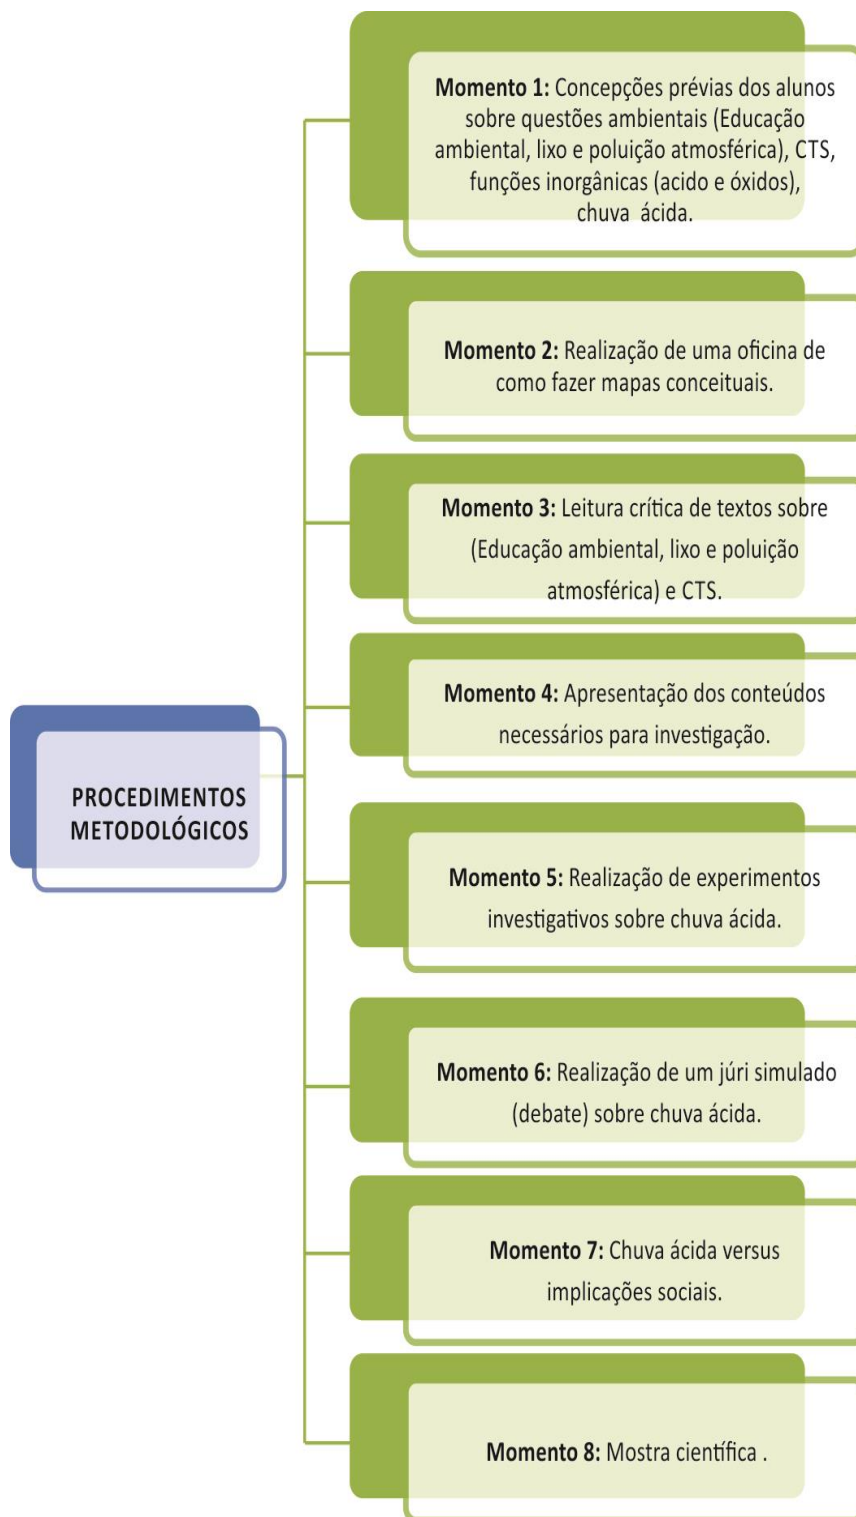 Momento 1: Concepções prévias dos alunos
sobre questões ambientais (Educação
ambiental, lixo e poluição atmosférica), CTS,
funções inorgânicas (acido e óxidos),
chuva ácida.
Momento 2: Realização de uma oficina de
como fazer mapas conceituais.
Momento 3: Leitura crítica de textos sobre
(Educação ambiental, lixo e poluição
atmosférica) e CTS.
Momento 4: Apresentação dos conteúdos
necessários para investigação.
PROCEDIMENTOS
METODOLÓGICOS
Momento 5: Realização de experimentos
investigativos sobre chuva ácida.
Momento 6: Realização de um júri simulado
(debate) sobre chuva ácida.
Momento 7: Chuva ácida versus
implicações sociais.
Momento 8: Mostra científica .